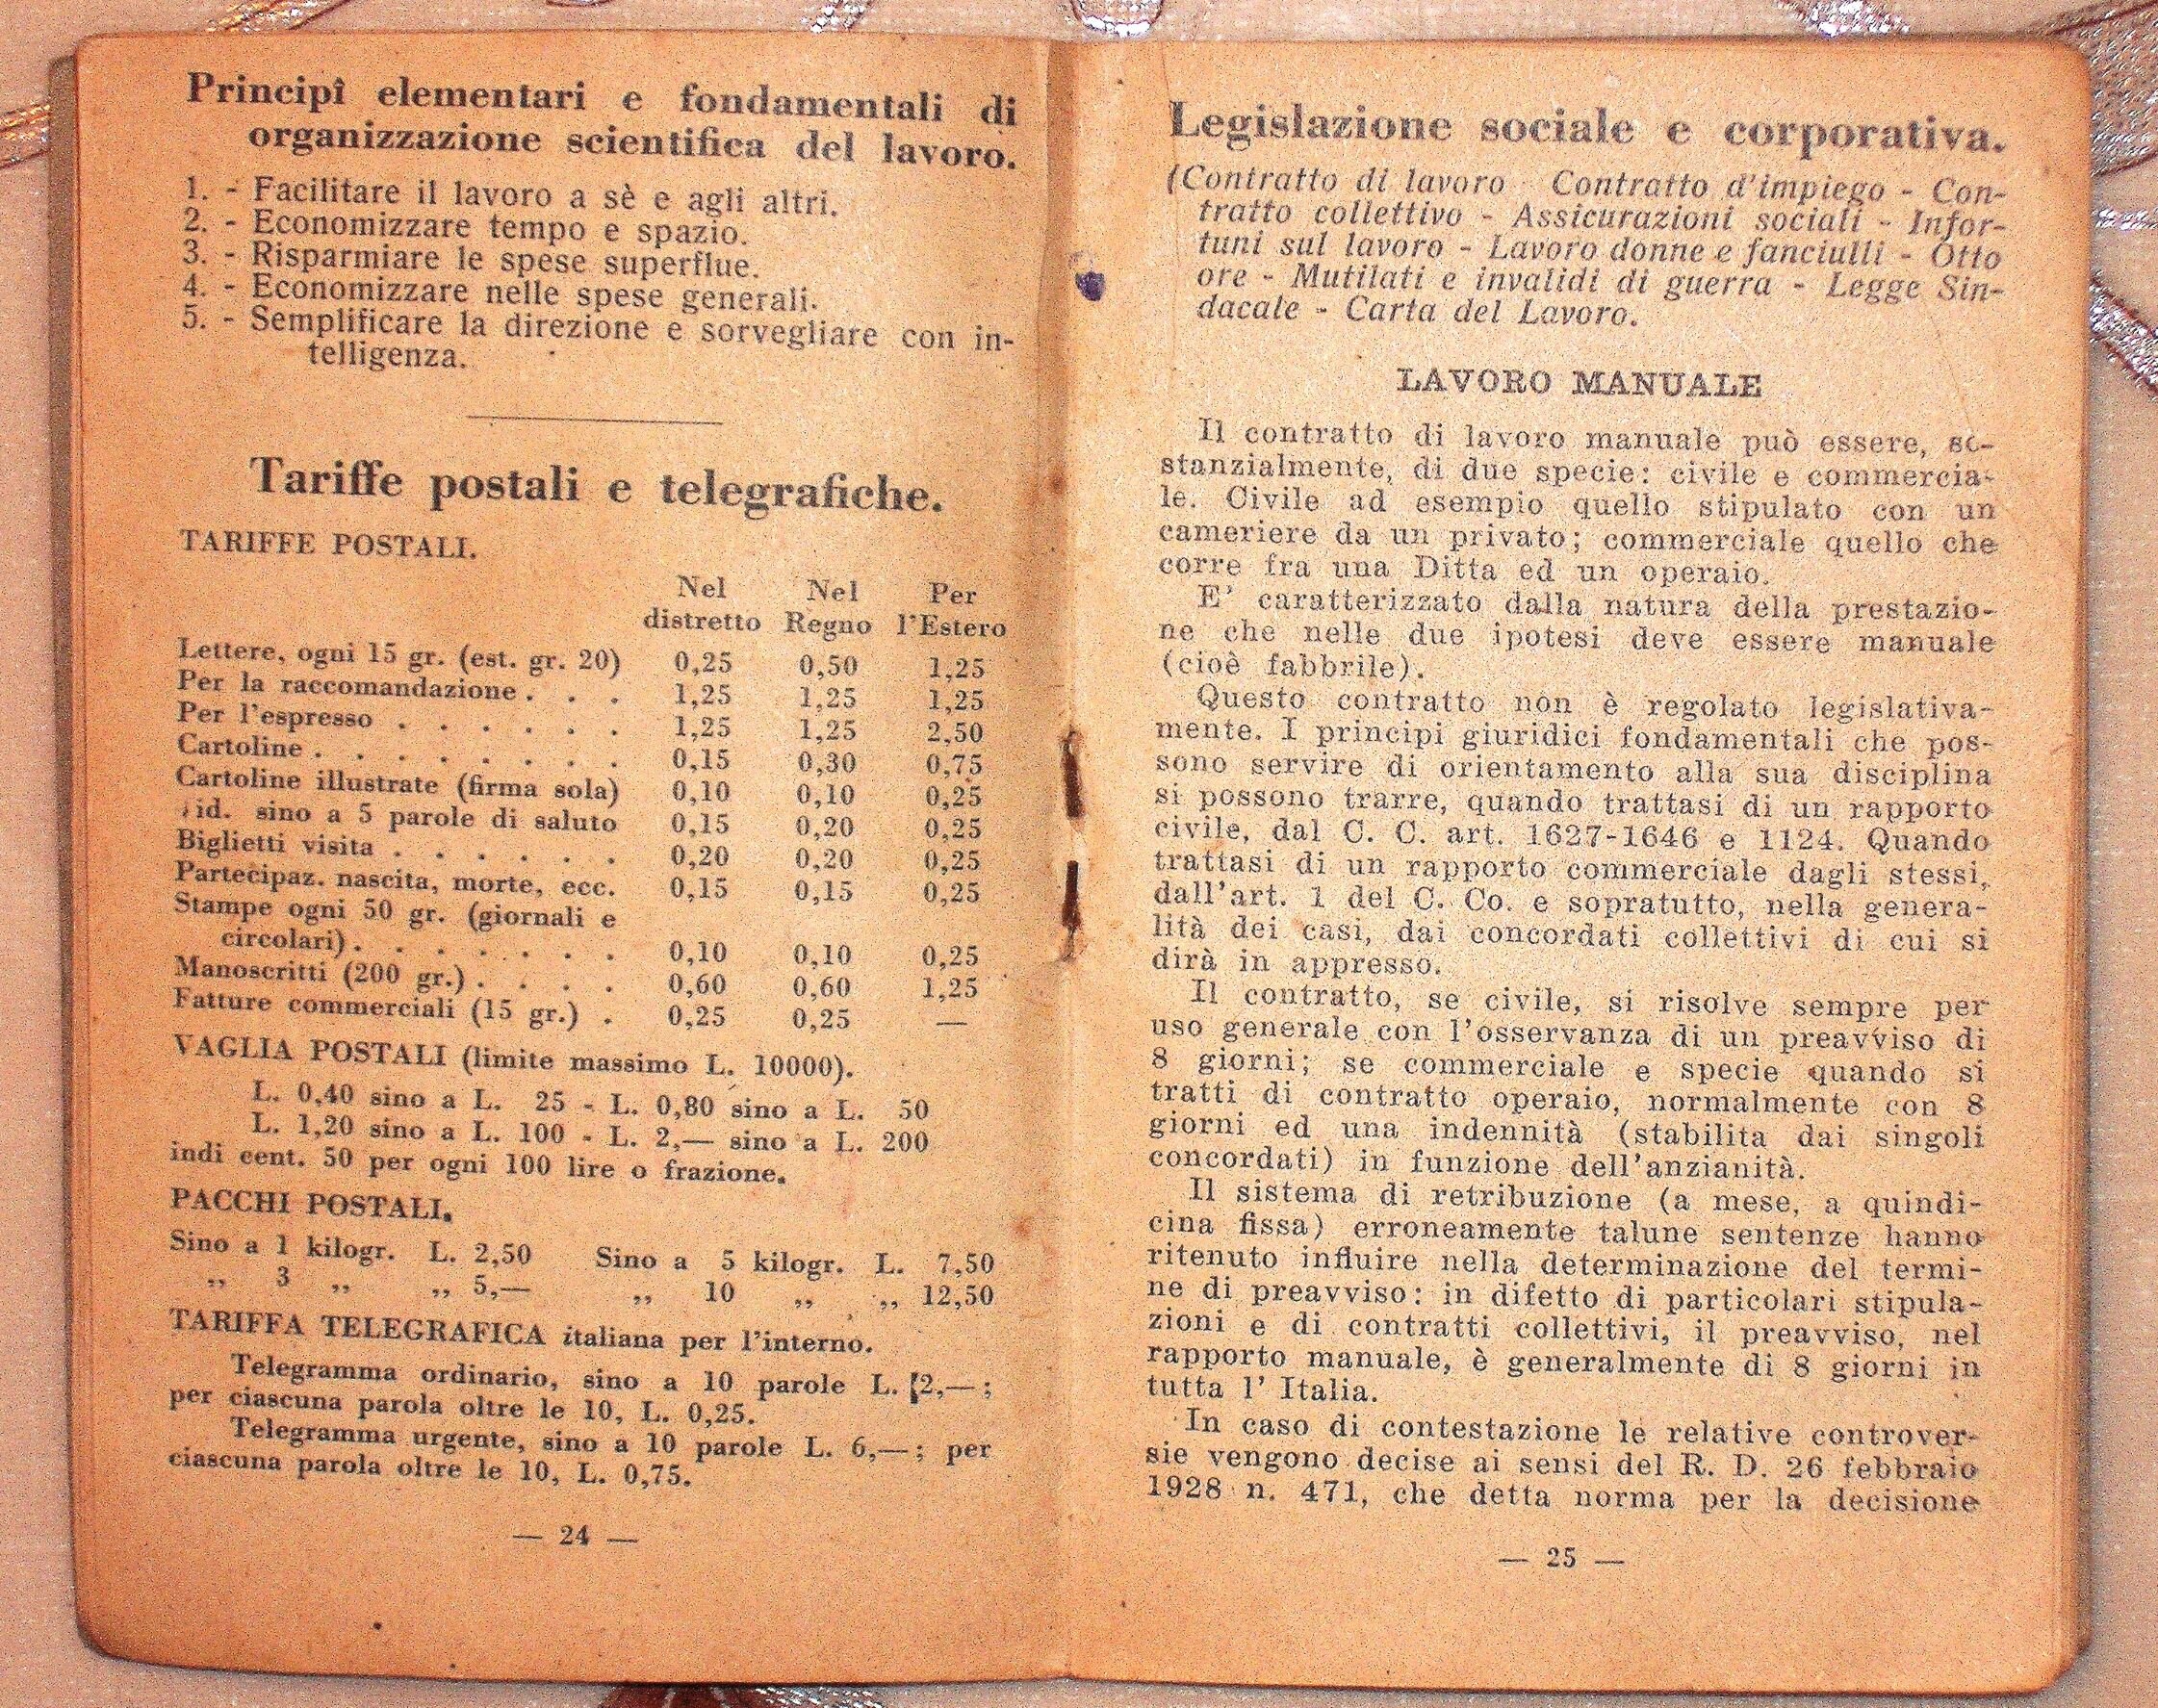 Principî elementari e fondamentali di
organizzazione scientifica del lavoro.
1. - Facilitare il lavoro a sè e agli altri.
2. - Economizzare tempo e spazio.
3. - Risparmiare le spese superflue.
4. - Economizzare nelle spese generali.
5. - Semplificare la direzione e sorvegliare con in-
telligenza.
Tariffe postali e telegrafiche.
TARIFFE POSTALI.
Nel Nel Per
distretto Regno l'Estero
Lettere, ogni 15 gr. (est. gr. 20) 0,25 0,50 1,25
Per la raccomandazione . . . 1,25 1,25 1,25
Per l'espresso . . . . . . 1,25 1,25 2,50
Cartoline . . . . . . . . 0,15 0,30 0,75
Cartoline illustrate (firma sola) 0,10 0,10 0,25
id. sino a 5 parole di saluto 0,15 0,20 0,25
Biglietti visita . . . . . . 0,20 0,20 0,25
Partecipaz. nascita, morte, ecc. 0,15 0,15 0,25
Stampe ogni 50 gr. (giornali e
circolari) . . . . . . . 0,10 0,10 0,25
Manoscritti (200 gr.) . . . . 0,60 0,60 1,25
Fatture commerciali (15 gr.) . 0,25 0,25 —
VAGLIA POSTALI (limite massimo L. 10000).
L. 0,40 sino a L. 25 - L. 0,80 sino a L. 50
L. 1,20 sino a L. 100 - L. 2,— sino a L. 200
indi cent. 50 per ogni 100 lire o frazione.
PACCHI POSTALI.
Sino a 1 kilogr. L. 2,50 Sino a 5 kilogr. L. 7,50
„ 3 „ „ 5,— „ 10 „ „ 12,50
TARIFFA TELEGRAFICA italiana per l'interno.
Telegramma ordinario, sino a 10 parole L. 2,— ;
per ciascuna parola oltre le 10, L. 0,25.
Telegramma urgente, sino a 10 parole L. 6,— ; per
ciascuna parola oltre le 10, L. 0,75.
— 24 —
Legislazione sociale e corporativa.
(Contratto di lavoro - Contratto d'impiego - Con-
tratto collettivo - Assicurazioni sociali - Infor-
tuni sul lavoro - Lavoro donne e fanciulli - Otto
ore - Mutilati e invalidi di guerra - Legge Sin-
dacale - Carta del Lavoro.
LAVORO MANUALE
Il contratto di lavoro manuale può essere, so-
stanzialmente, di due specie: civile e commercia-
le. Civile ad esempio quello stipulato con un
cameriere da un privato; commerciale quello che
corre fra una Ditta ed un operaio.
E' caratterizzato dalla natura della prestazio-
ne che nelle due ipotesi deve essere manuale
(cioè fabbrile).
Questo contratto non è regolato legislativa-
mente. I principi giuridici fondamentali che pos-
sono servire di orientamento alla sua disciplina
si possono trarre, quando trattasi di un rapporto
civile, dal C. C. art. 1627-1646 e 1124. Quando
trattasi di un rapporto commerciale dagli stessi,
dall'art. 1 del C. Co. e sopratutto, nella genera-
lità dei casi, dai concordati collettivi di cui si
dirà in appresso.
Il contratto, se civile, si risolve sempre per
uso generale con l'osservanza di un preavviso di
8 giorni; se commerciale e specie quando si
tratti di contratto operaio, normalmente con 8
giorni ed una indennità (stabilita dai singoli
concordati) in funzione dell'anzianità.
Il sistema di retribuzione (a mese, a quindi-
cina fissa) erroneamente talune sentenze hanno
ritenuto influire nella determinazione del termi-
ne di preavviso: in difetto di particolari stipula-
zioni e di contratti collettivi, il preavviso, nel
rapporto manuale, è generalmente di 8 giorni in
tutta l' Italia.
In caso di contestazione le relative controver-
sie vengono decise ai sensi del R. D. 26 febbraio
1928 n. 471, che detta norma per la decisione
— 25 —